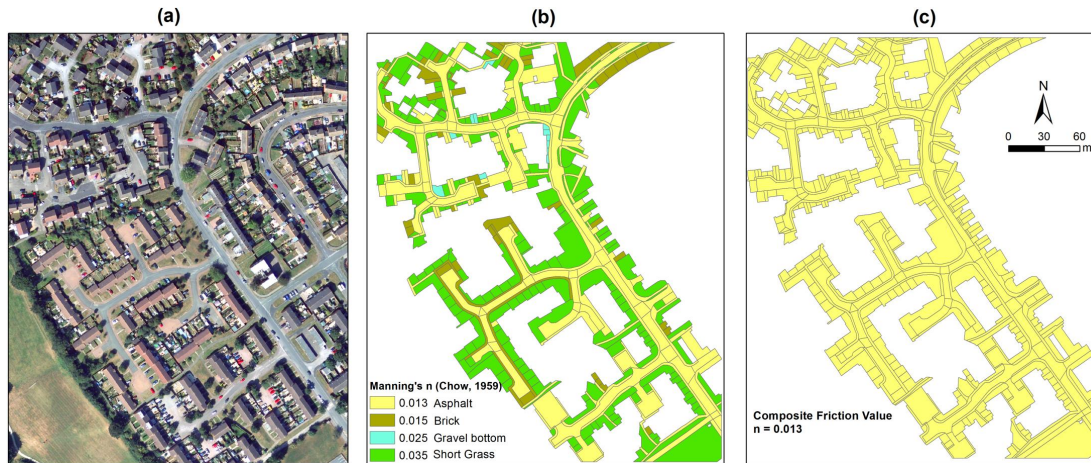 (a)
(b)
(c)
N
0 30 60
m
Manning's n (Chow, 1959)
0.013 Asphalt
0.015 Brick
0.025 Gravel bottom
0.035 Short Grass
Composite Friction Value
n = 0.013